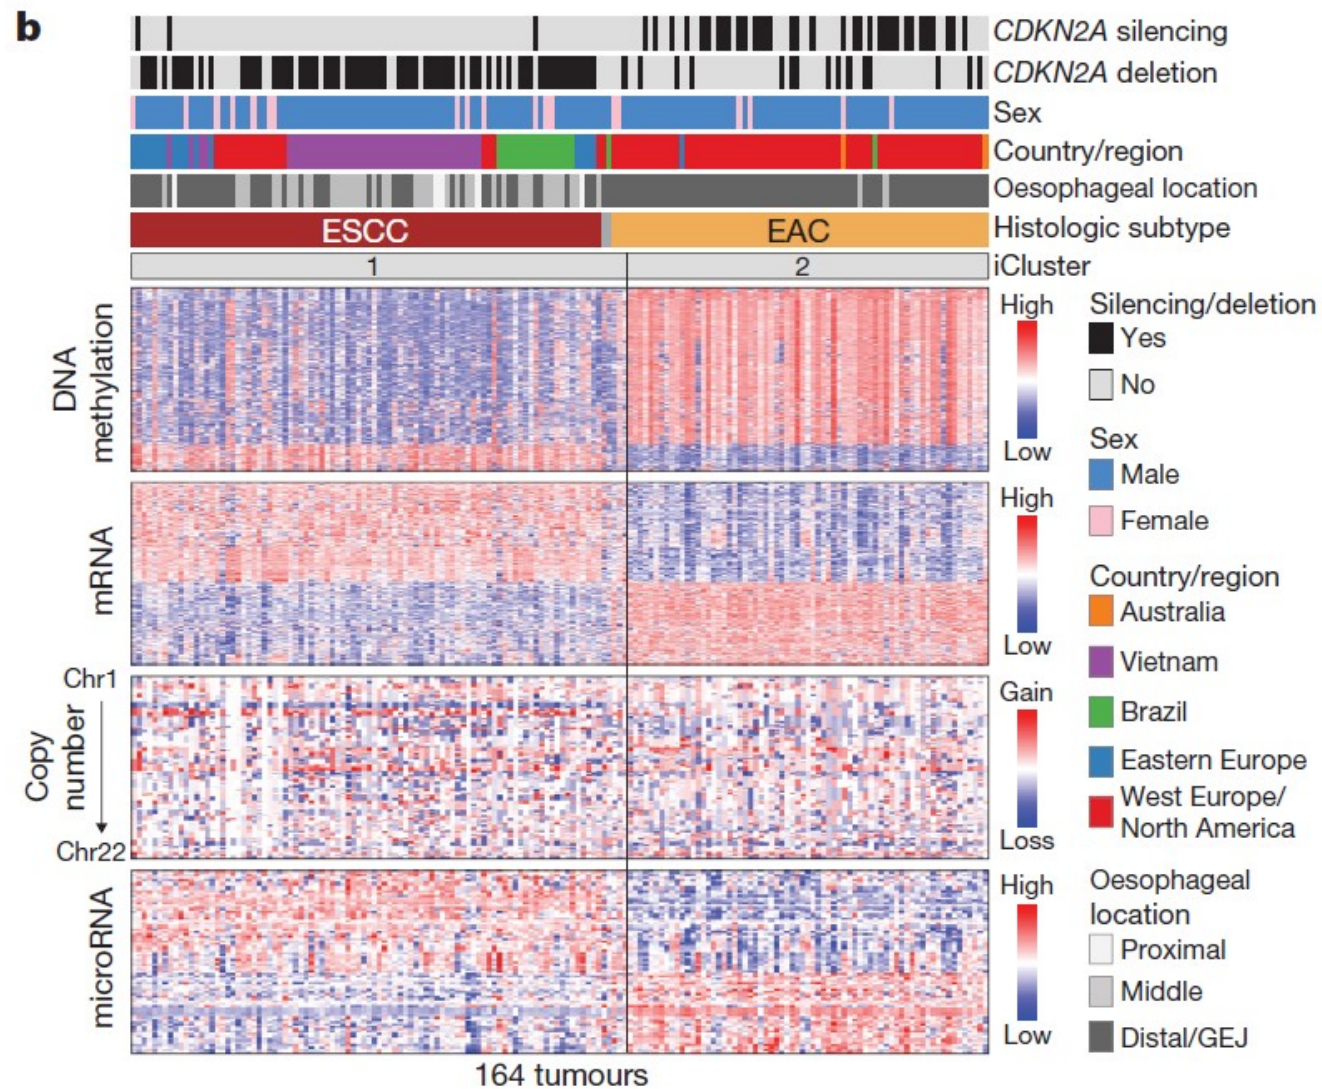 b
CDKN2A silencing
CDKN2A deletion
Sex
Country/region
Oesophageal location
ESCC
EAC
Histologic subtype
1
2
iCluster
DNA
methylation
High
Low
mRNA
High
Low
Chr1
Copy
number
Chr22
Gain
Loss
microRNA
High
Low
164 tumours
Silencing/deletion
Yes
No
Sex
Male
Female
Country/region
Australia
Vietnam
Brazil
Eastern Europe
West Europe/
North America
Oesophageal
location
Proximal
Middle
Distal/GEJ